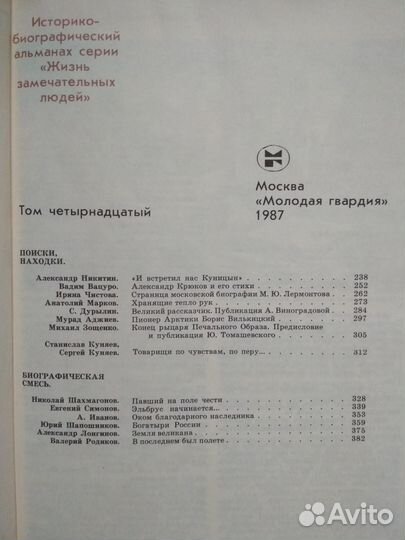 Историко-
биографический
альманах серии
«Жизнь
замечательных
людей»
Москва
«Молодая гвардия»
1987
Том четырнадцатый
ПОИСКИ,
НАХОДКИ.
Александр Никитин. «И встретил нас Куницын» . . . . . . . . . . . 238
Вадим Вацуро. Александр Крюков и его стихи . . . . . . . . . . . 252
Ирина Чистова. Страница московской биографии М. Ю. Лермонтова . . 262
Анатолий Марков. Хранящие тепло рук . . . . . . . . . . . 273
С. Дурылин. Великий рассказчик. Публикация А. Виноградовой . . 284
Мурад Аджиев. Пионер Арктики Борис Вилькицкий . . . . . . . . 297
Михаил Зощенко. Конец рыцаря Печального Образа. Предисловие
и публикация Ю. Томашевского . . . . . . . . 305
Станислав Куняев,
Сергей Куняев. Товарищи по чувствам, по перу... . . . . . . . . 312
БИОГРАФИЧЕСКАЯ
СМЕСЬ.
Николай Шахмагонов. Павший на поле чести . . . . . . . . . . . 328
Евгений Симонов. Эльбрус начинается... . . . . . . . . . . . 339
А. Иванов. Оком благодарного наследника . . . . . . . . . . . 353
Юрий Шапошников. Богатыри России . . . . . . . . . . . 359
Александр Лонгинов. Земли великана . . . . . . . . . . . 375
Валерий Родиков. В последнем был полете . . . . . . . . . . . 382
Avito